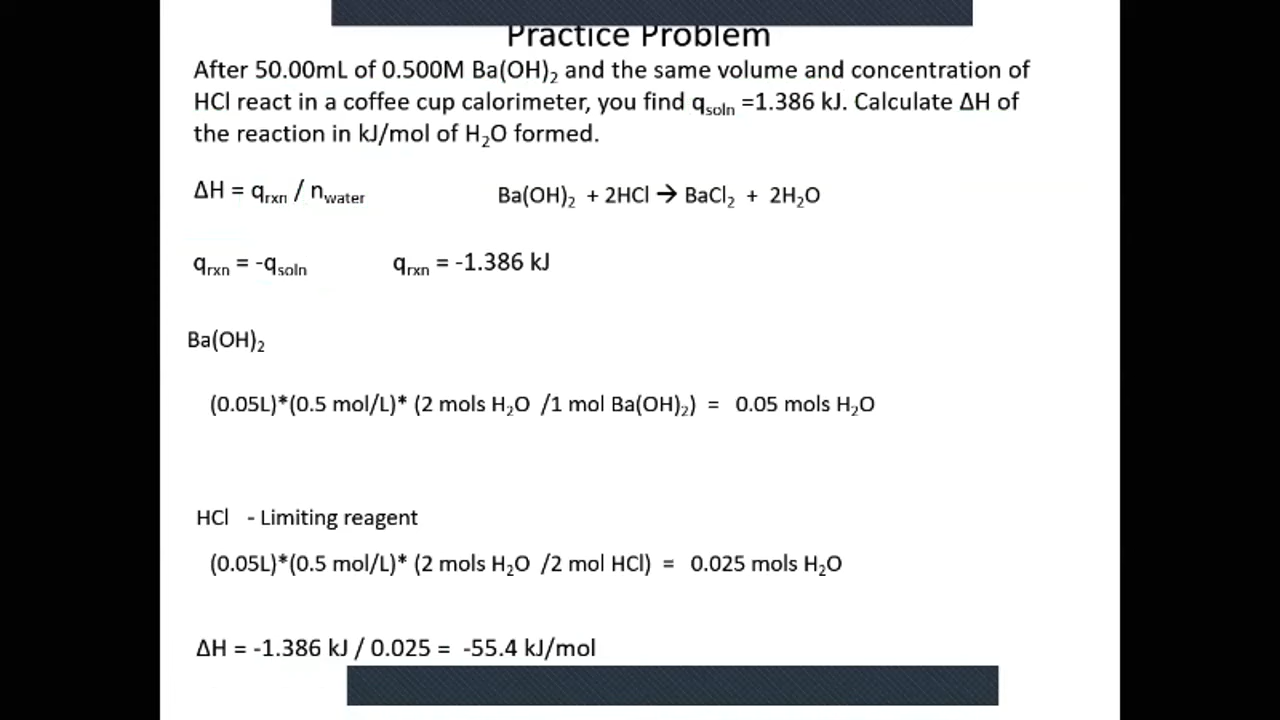 Practice Problem
After 50.00mL of 0.500M Ba(OH)₂ and the same volume and concentration of
HCl react in a coffee cup calorimeter, you find qsoln =1.386 kJ. Calculate ΔH of
the reaction in kJ/mol of H₂O formed.
ΔH = qrxn / nwater
Ba(OH)₂ + 2HCl → BaCl₂ + 2H₂O
qrxn = -qsoln
qrxn = -1.386 kJ
Ba(OH)₂
(0.05L)*(0.5 mol/L)* (2 mols H₂O /1 mol Ba(OH)₂) = 0.05 mols H₂O
HCl - Limiting reagent
(0.05L)*(0.5 mol/L)* (2 mols H₂O /2 mol HCl) = 0.025 mols H₂O
ΔH = -1.386 kJ / 0.025 = -55.4 kJ/mol